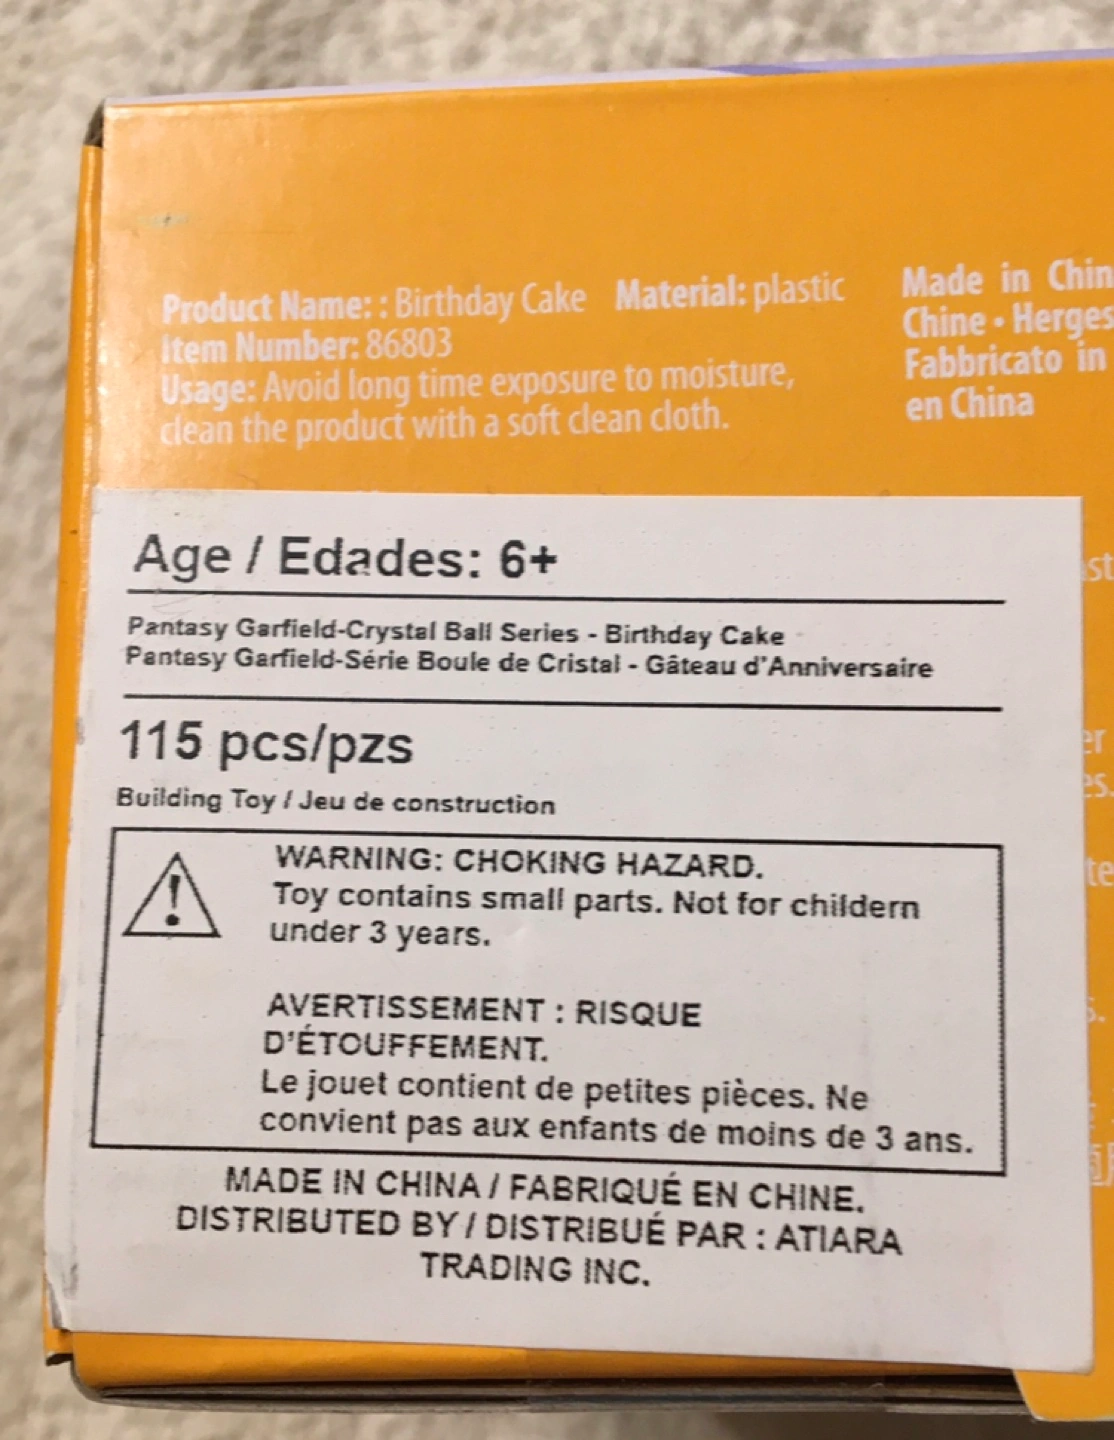 Product Name: : Birthday Cake Material: plastic
Item Number: 86803
Usage: Avoid long time exposure to moisture,
clean the product with a soft clean cloth.
Made in Chin
Chine • Herges
Fabbricato in
en China
Age / Edades: 6+
Pantasy Garfield-Crystal Ball Series - Birthday Cake
Pantasy Garfield-Série Boule de Cristal - Gâteau d'Anniversaire
115 pcs/pzs
Building Toy / Jeu de construction
WARNING: CHOKING HAZARD.
Toy contains small parts. Not for childern
under 3 years.
AVERTISSEMENT : RISQUE
D'ÉTOUFFEMENT.
Le jouet contient de petites pièces. Ne
convient pas aux enfants de moins de 3 ans.
MADE IN CHINA / FABRIQUÉ EN CHINE.
DISTRIBUTED BY / DISTRIBUÉ PAR : ATIARA
TRADING INC.